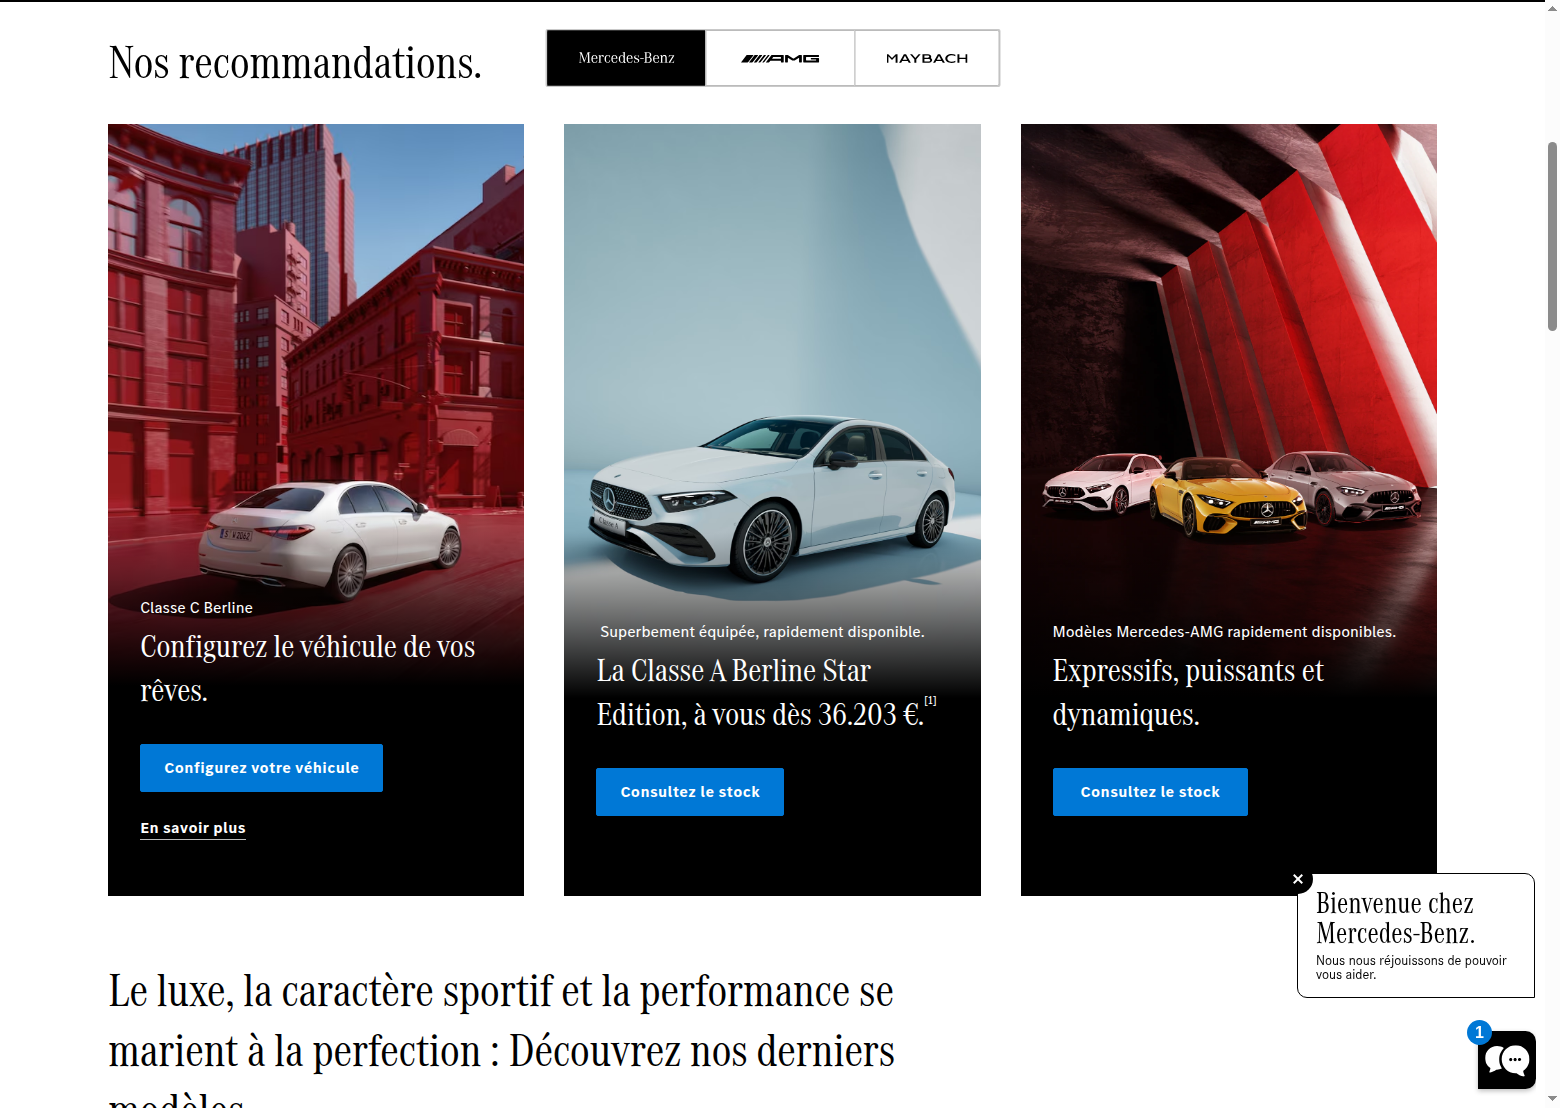 Nos recommandations.
Mercedes-Benz
AMG
MAYBACH
S·V 2062
Classe C Berline
Configurez le véhicule de vos
rêves.
Configurez votre véhicule
En savoir plus
Classe A
Superbement équipée, rapidement disponible.
La Classe A Berline Star
Edition, à vous dès 36.203 €.[1]
Consultez le stock
AMG
Modèles Mercedes-AMG rapidement disponibles.
Expressifs, puissants et
dynamiques.
Consultez le stock
Bienvenue chez
Mercedes-Benz.
Nous nous réjouissons de pouvoir
vous aider.
1
Le luxe, la caractère sportif et la performance se
marient à la perfection : Découvrez nos derniers
modèles